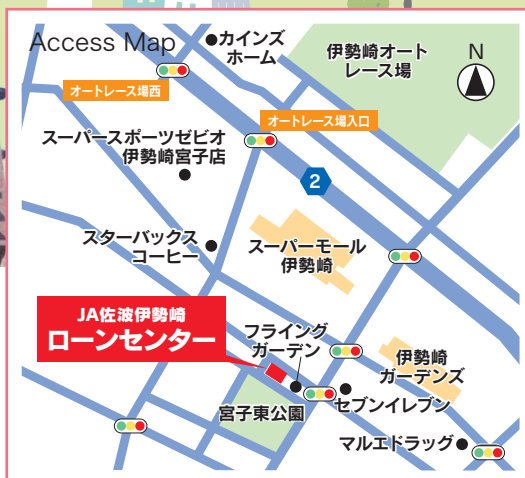 Access Map
カインズ
ホーム
伊勢崎オート
レース場
N
オートレース場西
オートレース場入口
スーパースポーツゼビオ
伊勢崎宮子店
2
スターバックス
コーヒー
スーパーモール
伊勢崎
JA佐波伊勢崎
ローンセンター
フライング
ガーデン
伊勢崎
ガーデンズ
宮子東公園
セブンイレブン
マルエドラッグ